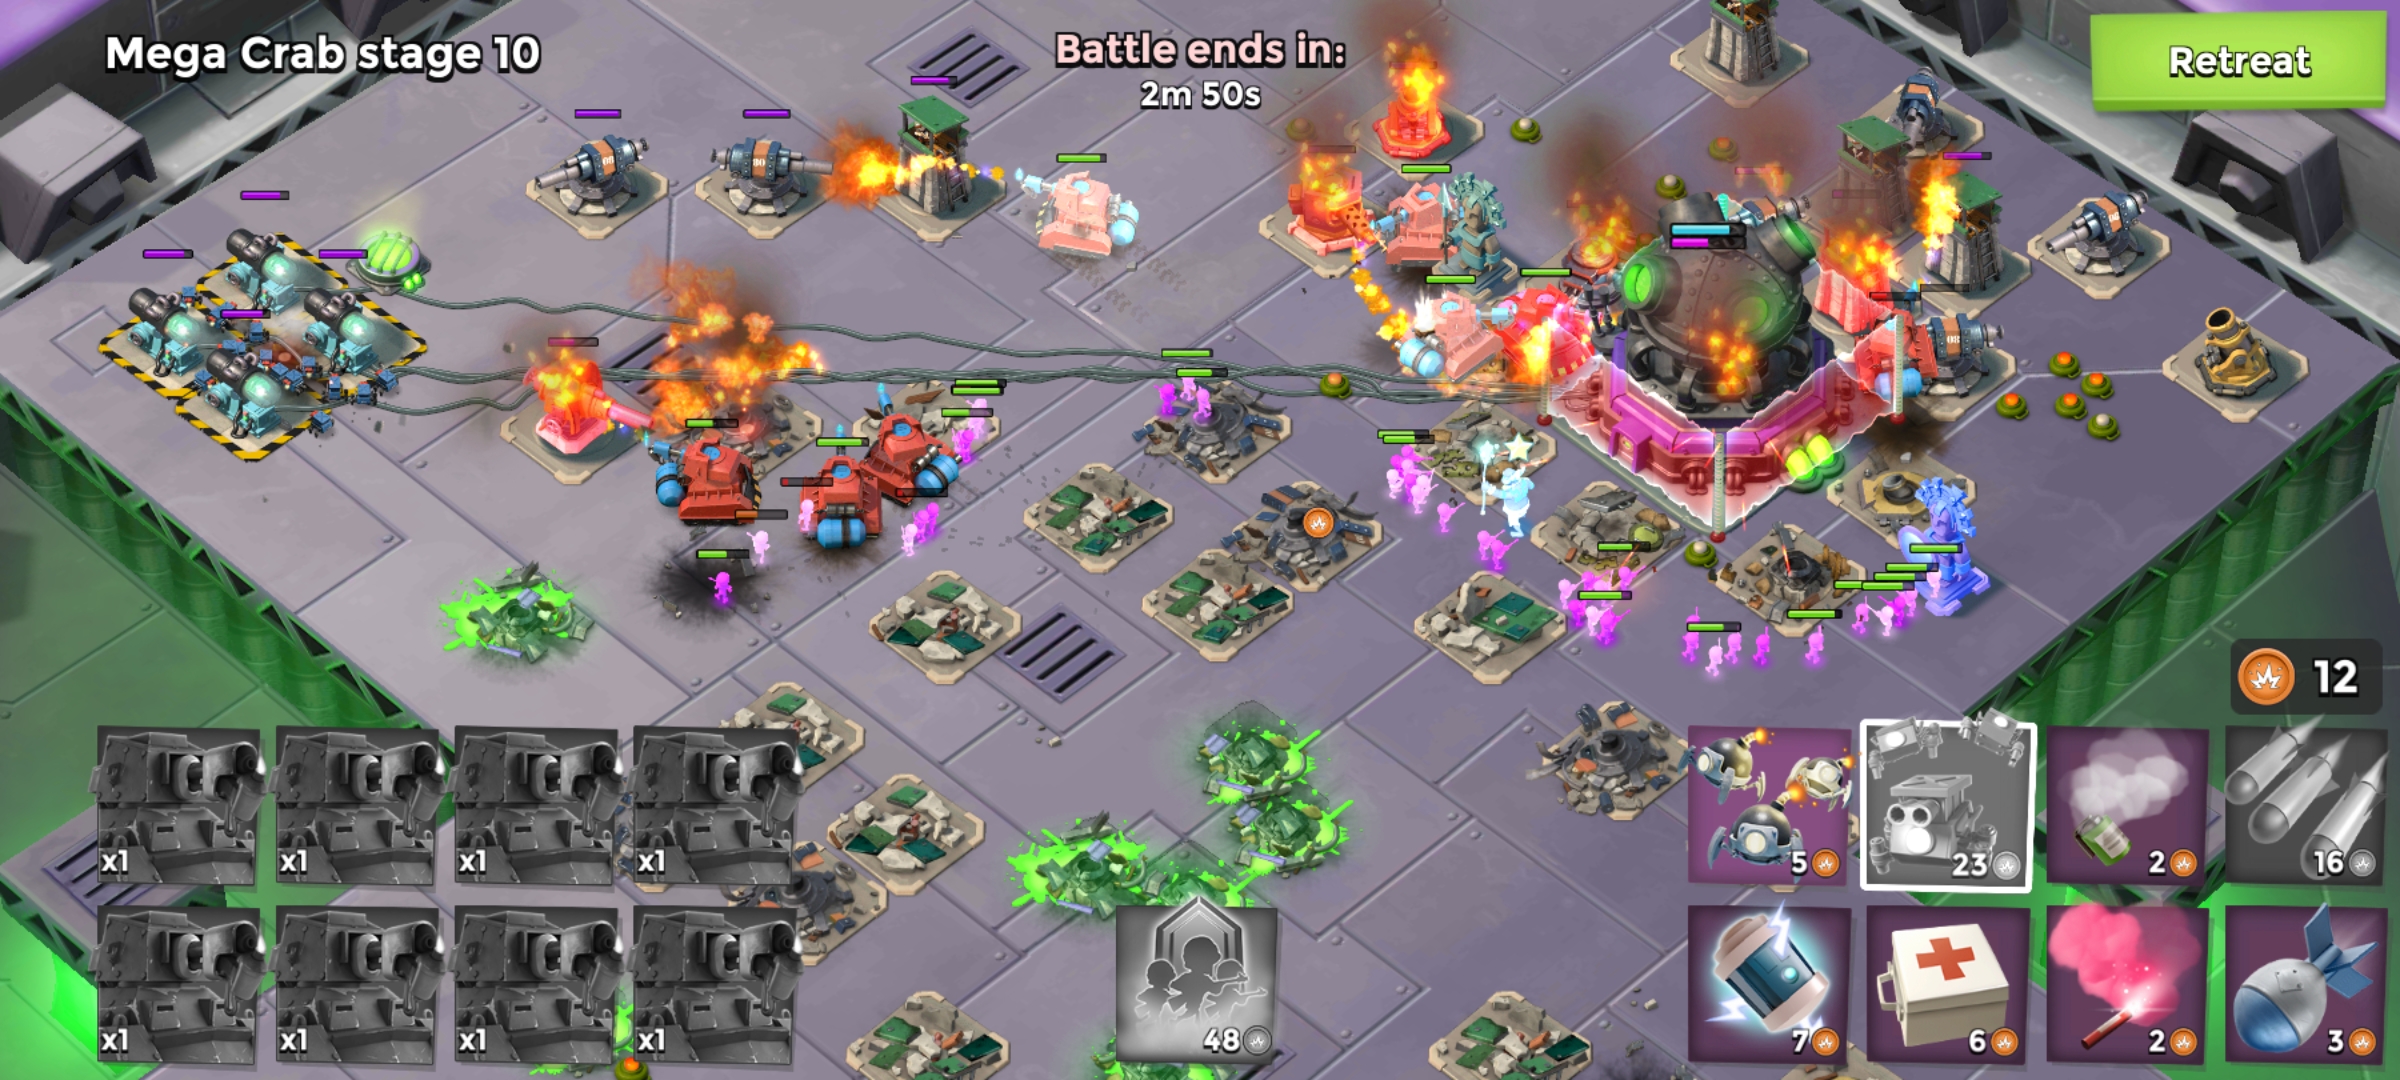 Mega Crab stage 10
Battle ends in:
2m 50s
Retreat
12
5
23
2
16
x1
x1
x1
x1
x1
x1
x1
x1
48
7
6
2
3